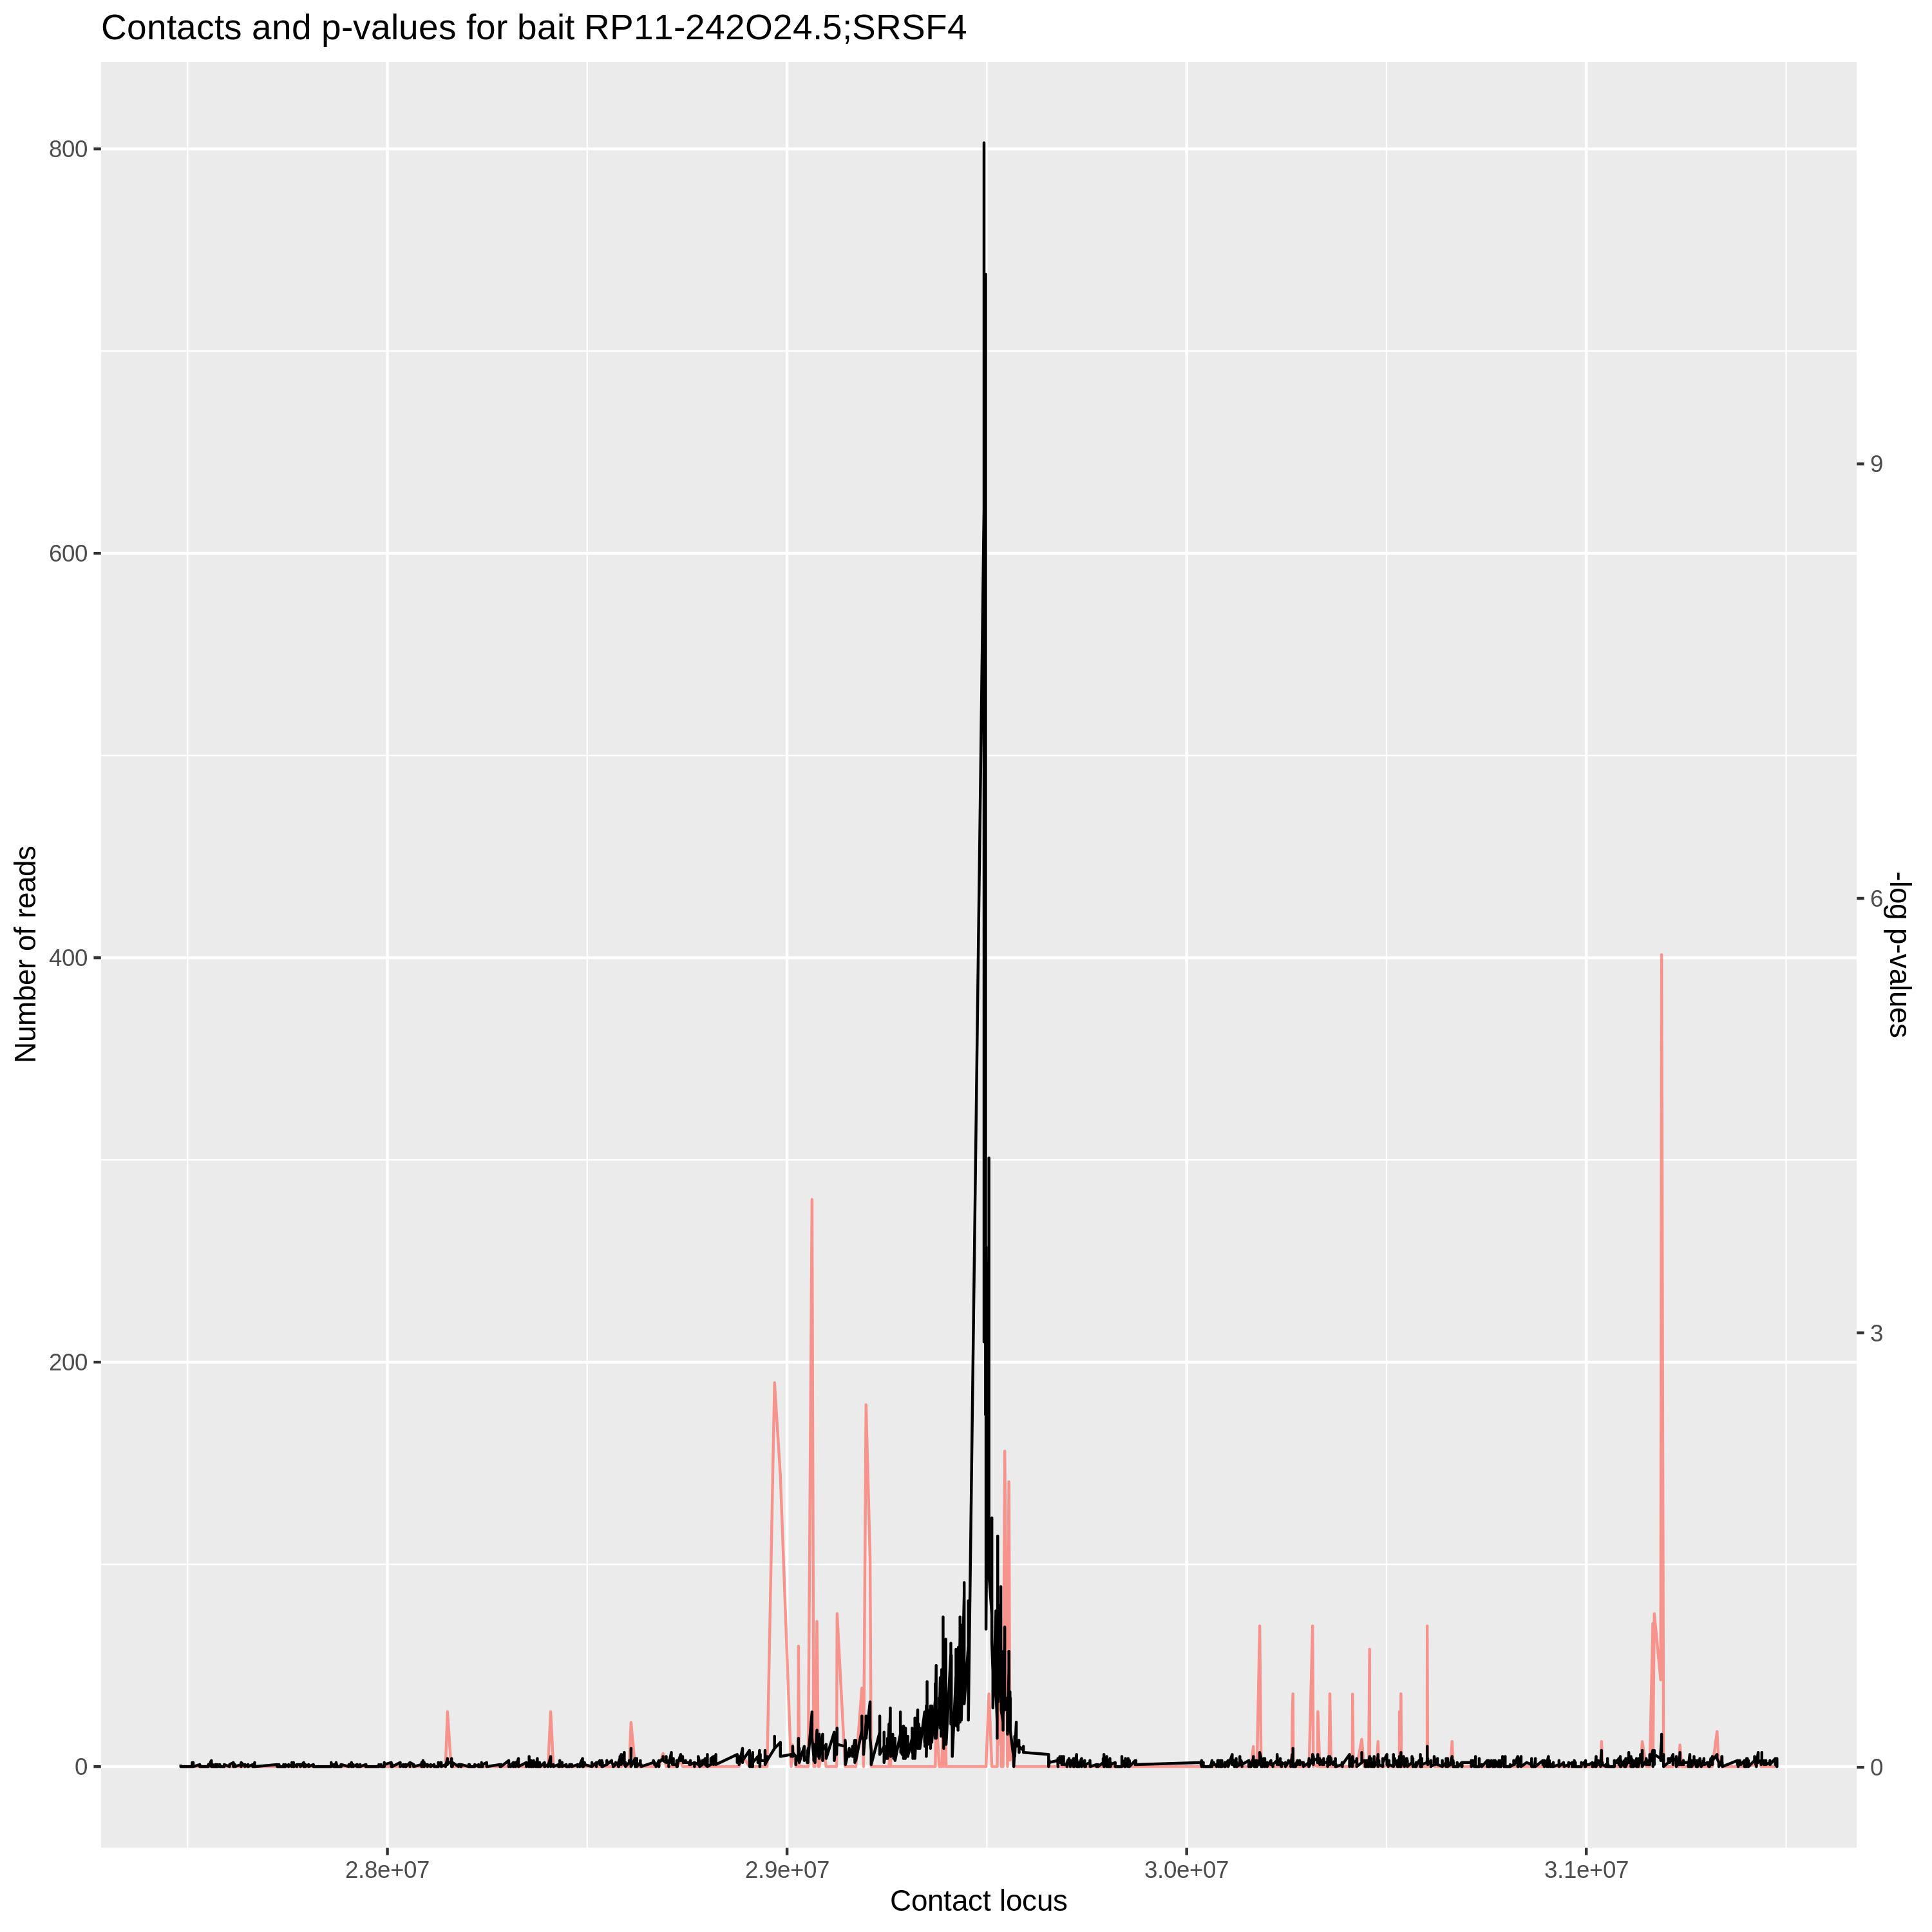 Contacts and p-values for bait RP11-242O24.5;SRSF4
800
600
400
200
0
Number of reads
9
6
3
0
-log p-values
2.8e+07
2.9e+07
3.0e+07
3.1e+07
Contact locus